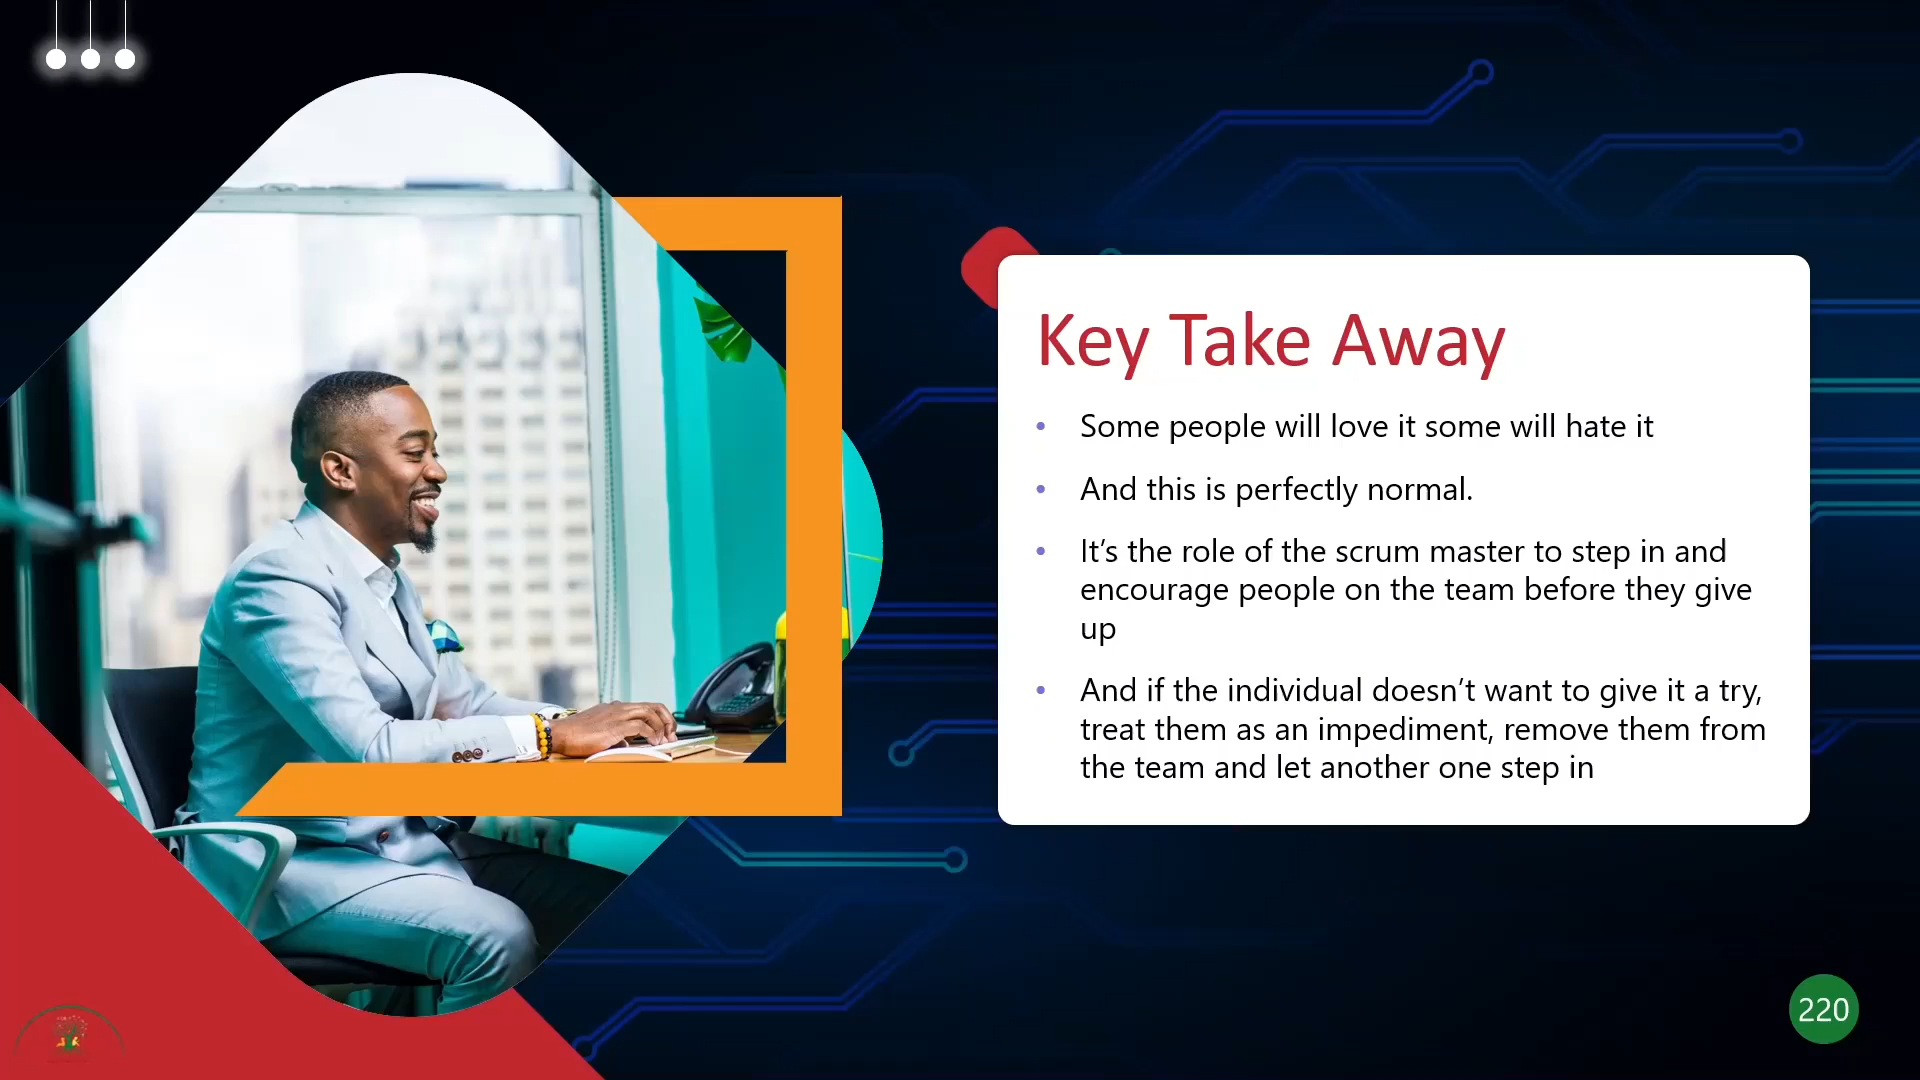 Key Take Away
• Some people will love it some will hate it
• And this is perfectly normal.
• It’s the role of the scrum master to step in and
encourage people on the team before they give
up
• And if the individual doesn’t want to give it a try,
treat them as an impediment, remove them from
the team and let another one step in
220